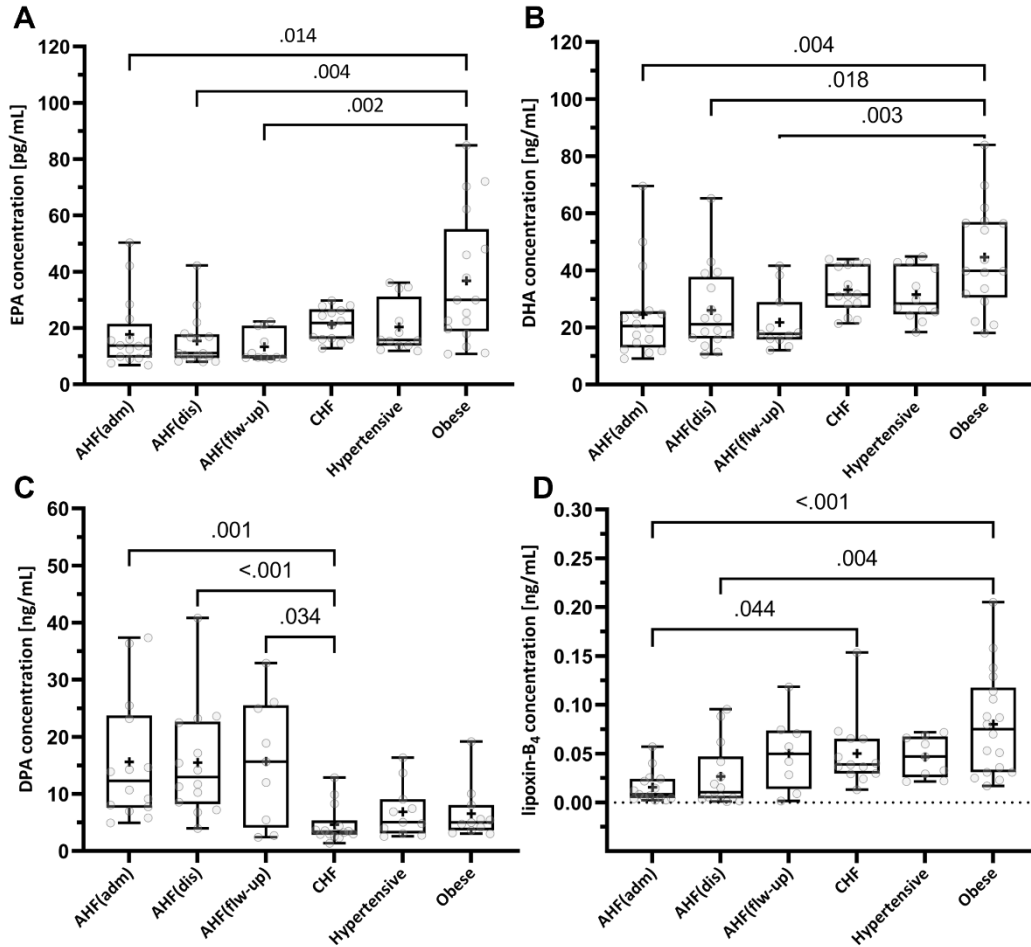 A
EPA concentration [pg/mL]
120
100
80
60
40
20
0
.014
.004
.002
AHF(adm)
AHF(dis)
AHF(flw-up)
CHF
Hypertensive
Obese
B
DHA concentration [ng/mL]
120
100
80
60
40
20
0
.004
.018
.003
AHF(adm)
AHF(dis)
AHF(flw-up)
CHF
Hypertensive
Obese
C
DPA concentration [ng/mL]
60
50
40
30
20
10
0
.001
<.001
.034
AHF(adm)
AHF(dis)
AHF(flw-up)
CHF
Hypertensive
Obese
D
lipoxin-B₄ concentration [ng/mL]
0.30
0.25
0.20
0.15
0.10
0.05
0.00
<.001
.004
.044
AHF(adm)
AHF(dis)
AHF(flw-up)
CHF
Hypertensive
Obese